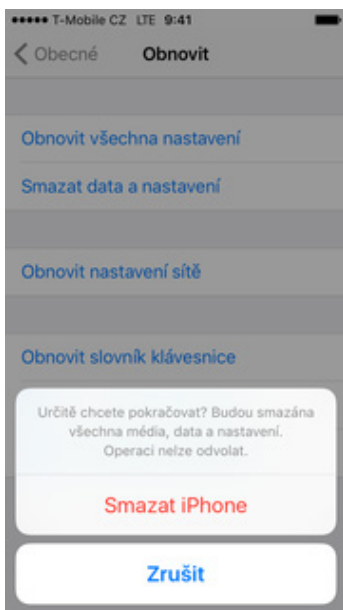 T-Mobile CZ LTE 9:41
Obecné Obnovit
Obnovit všechna nastavení
Smazat data a nastavení
Obnovit nastavení sítě
Obnovit slovník klávesnice
Určitě chcete pokračovat? Budou smazána
všechna média, data a nastavení.
Operaci nelze odvolat.
Smazat iPhone
Zrušit